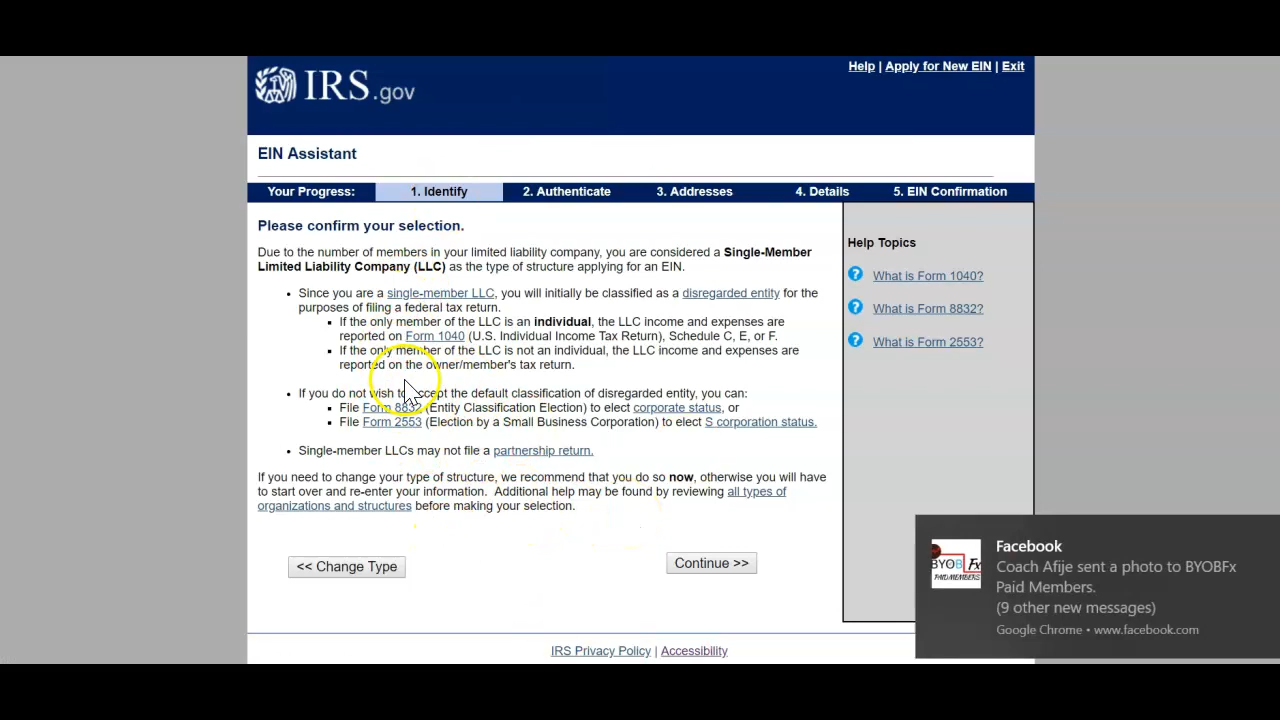 IRS.gov
Help | Apply for New EIN | Exit
EIN Assistant
Your Progress: 1. Identify 2. Authenticate 3. Addresses 4. Details 5. EIN Confirmation
Please confirm your selection.
Due to the number of members in your limited liability company, you are considered a Single-Member
Limited Liability Company (LLC) as the type of structure applying for an EIN.
Since you are a single-member LLC, you will initially be classified as a disregarded entity for the
purposes of filing a federal tax return.
If the only member of the LLC is an individual, the LLC income and expenses are
reported on Form 1040 (U.S. Individual Income Tax Return), Schedule C, E, or F.
If the only member of the LLC is not an individual, the LLC income and expenses are
reported on the owner/member's tax return.
If you do not wish to accept the default classification of disregarded entity, you can:
File Form 8832 (Entity Classification Election) to elect corporate status, or
File Form 2553 (Election by a Small Business Corporation) to elect S corporation status.
Single-member LLCs may not file a partnership return.
If you need to change your type of structure, we recommend that you do so now, otherwise you will have
to start over and re-enter your information. Additional help may be found by reviewing all types of
organizations and structures before making your selection.
<< Change Type
Continue >>
Help Topics
What is Form 1040?
What is Form 8832?
What is Form 2553?
BYOB Fx
PAID MEMBERS
Facebook
Coach Afije sent a photo to BYOBFx
Paid Members.
(9 other new messages)
Google Chrome • www.facebook.com
IRS Privacy Policy | Accessibility